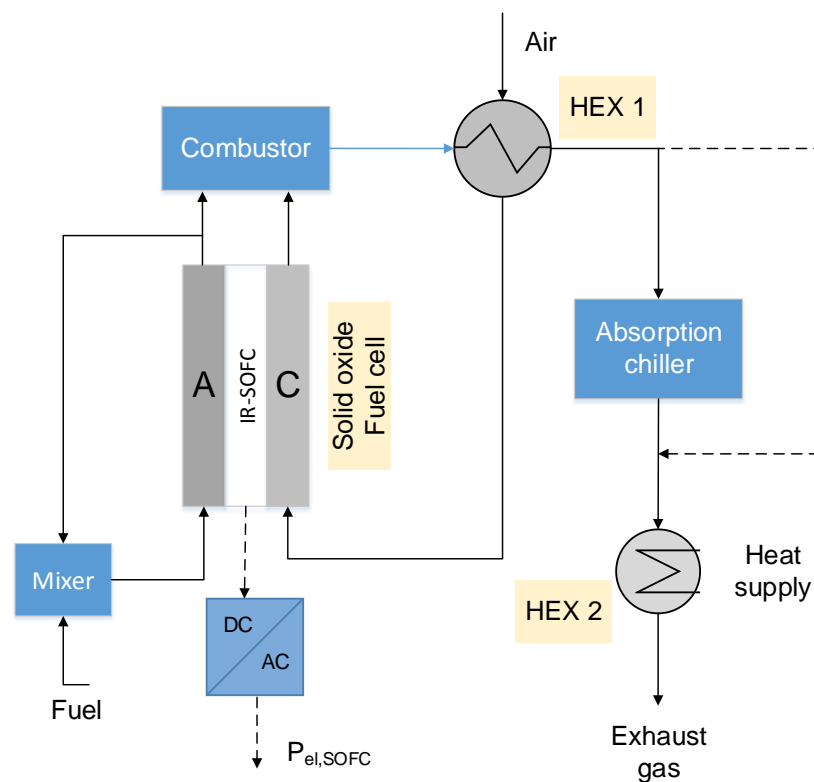 Air
HEX 1
Combustor
Absorption
chiller
A
IR-SOFC
C
Solid oxide
Fuel cell
Mixer
Heat
supply
HEX 2
DC
AC
Fuel
P_el,SOFC
Exhaust
gas